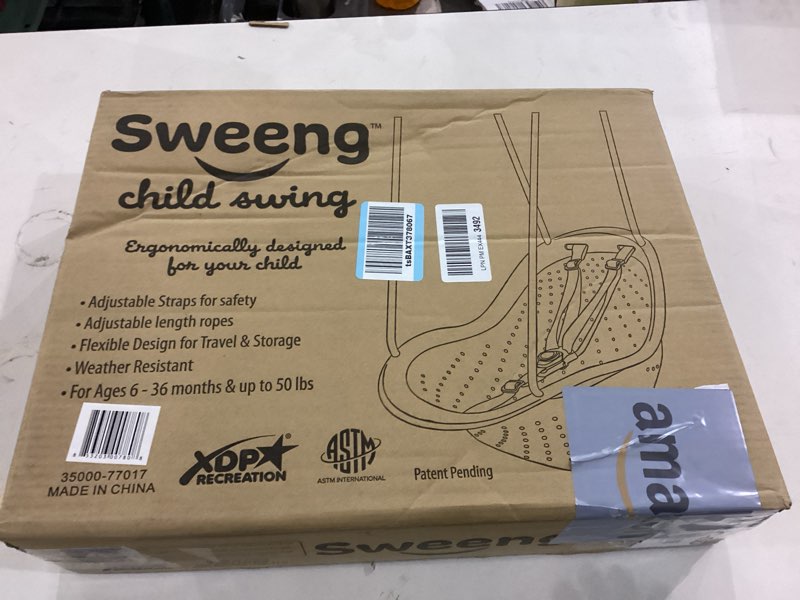 Sweeng™
child swing
Ergonomically designed
for your child
• Adjustable Straps for safety
• Adjustable length ropes
• Flexible Design for Travel & Storage
• Weather Resistant
• For Ages 6 - 36 months & up to 50 lbs
tsBAXT378067
3492
35000-77017
MADE IN CHINA
XDP
RECREATION
ASTM
ASTM INTERNATIONAL
Patent Pending
ama
Sweeng